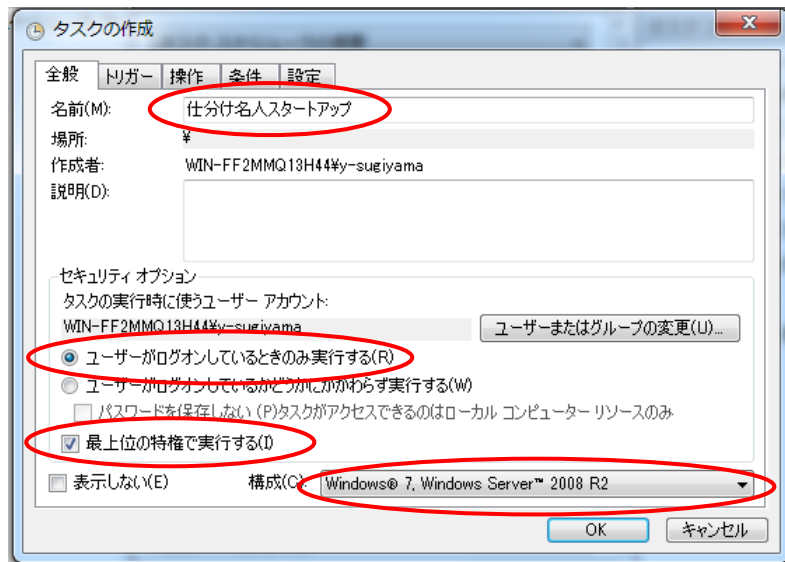 タスクの作成
全般 トリガー 操作 条件 設定
名前(M): 仕分け名人スタートアップ
場所: ¥
作成者: WIN-FF2MMQ13H44¥y-sugiyama
説明(D):
セキュリティ オプション
タスクの実行時に使うユーザー アカウント:
WIN-FF2MMQ13H44¥y-sugiyama ユーザーまたはグループの変更(U)...
ユーザーがログオンしているときのみ実行する(R)
ユーザーがログオンしているかどうかにかかわらず実行する(W)
パスワードを保存しない (P)タスクがアクセスできるのはローカル コンピューター リソースのみ
最上位の特権で実行する(I)
表示しない(E) 構成(C): Windows® 7, Windows Server™ 2008 R2
OK キャンセル